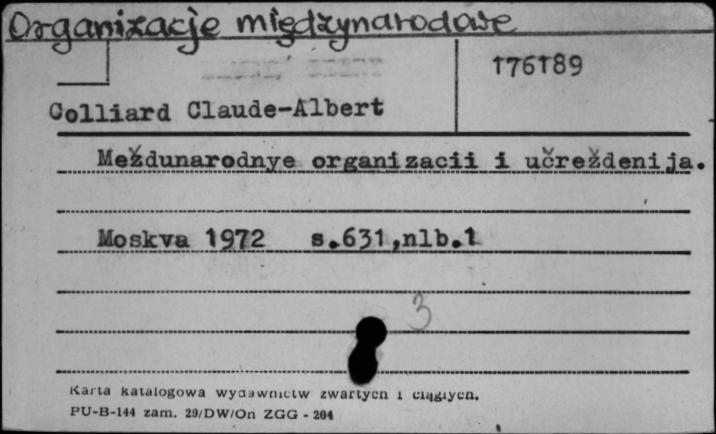 Organizacje międzynarodowe
176189
Colliard Claude-Albert
Meždunarodnye organizacii i učreždenija.
Moskva 1972 s.631,nlb.1
3
Karta katalogowa wydawnictw zwartych i ciągłych.
PU-B-144 zam. 29/DW/On ZGG - 204